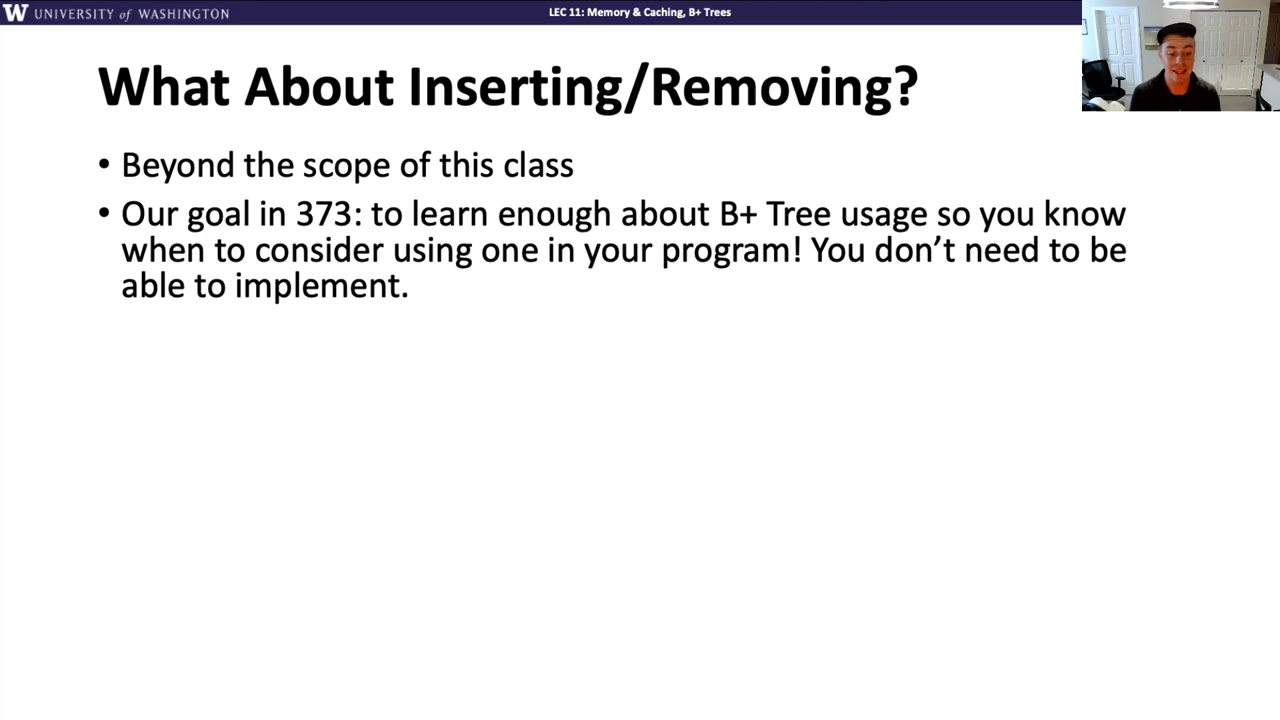 W UNIVERSITY of WASHINGTON
LEC 11: Memory & Caching, B+ Trees
What About Inserting/Removing?
• Beyond the scope of this class
• Our goal in 373: to learn enough about B+ Tree usage so you know
when to consider using one in your program! You don’t need to be
able to implement.